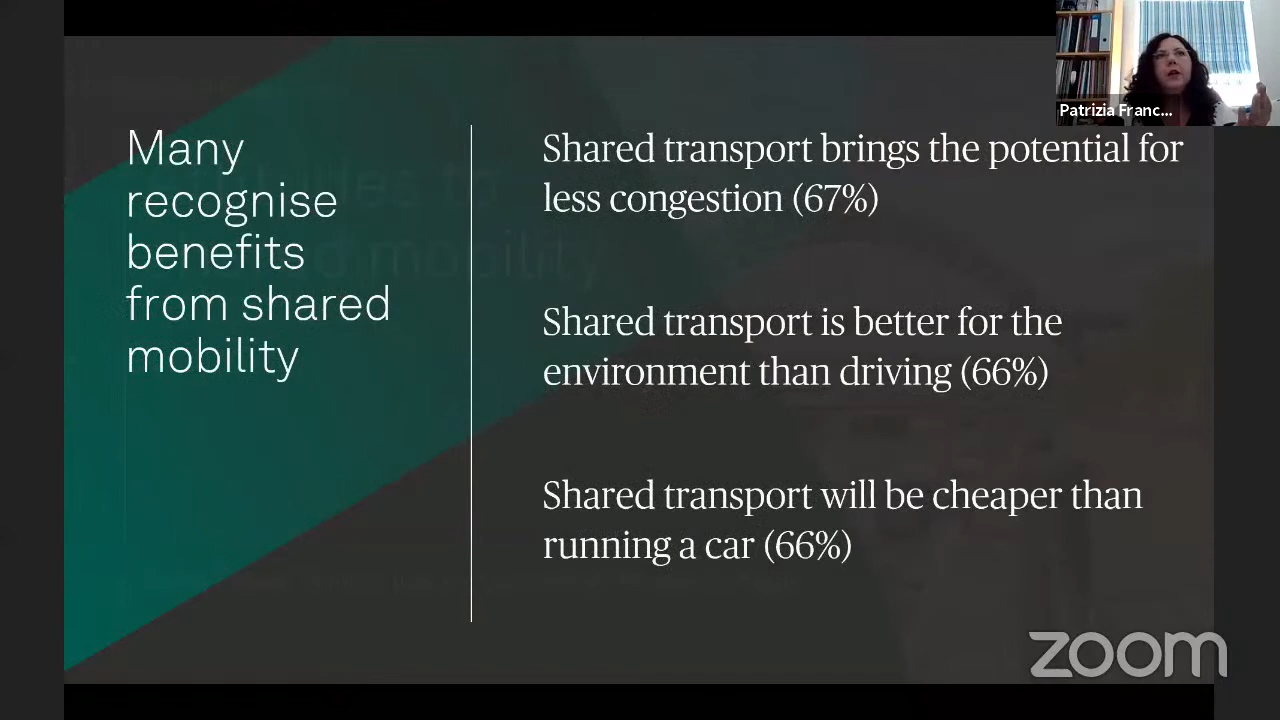 Many
recognise
benefits
from shared
mobility
Shared transport brings the potential for
less congestion (67%)
Shared transport is better for the
environment than driving (66%)
Shared transport will be cheaper than
running a car (66%)
Patrizia Franc...
zoom